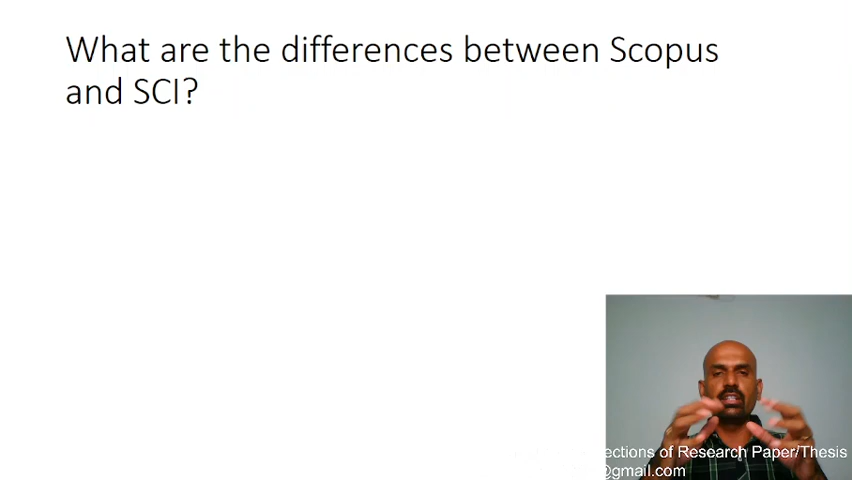 What are the differences between Scopus
and SCI?
ections of Research Paper/Thesis
@gmail.com